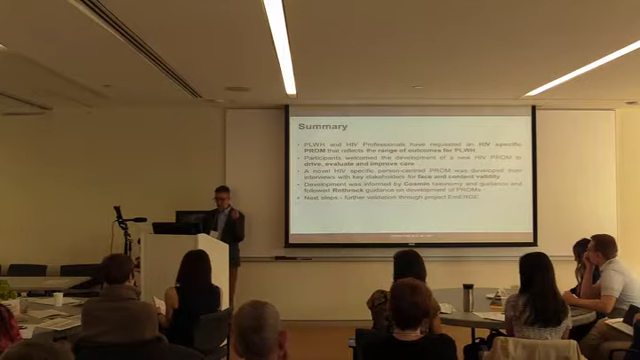 Summary
PLWH and HIV Professionals have requested an HIV specific
PROM that reflects the range of outcomes for PLWH
Participants welcomed the development of a new HIV PROM to
drive, evaluate and improve care
A novel HIV specific person-centred PROM was developed from
interviews with key stakeholders for face and content validity
Development was informed by Cosmin taxonomy and guidance and
followed Rothrock guidance on development of PROMs
Next steps - further validation through project EmERGE